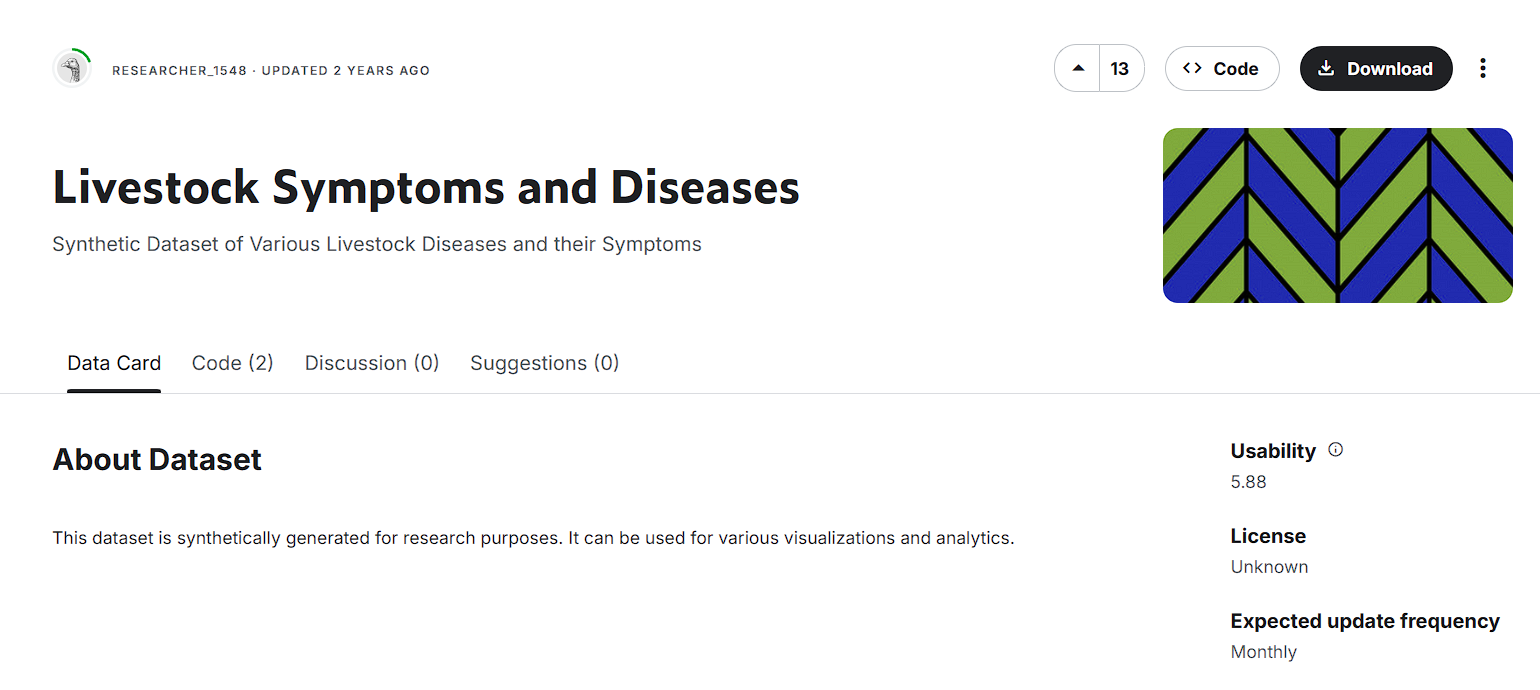 RESEARCHER_1548 · UPDATED 2 YEARS AGO
13
Code
Download
Livestock Symptoms and Diseases
Synthetic Dataset of Various Livestock Diseases and their Symptoms
Data Card
Code (2)
Discussion (0)
Suggestions (0)
About Dataset
This dataset is synthetically generated for research purposes. It can be used for various visualizations and analytics.
Usability
5.88
License
Unknown
Expected update frequency
Monthly